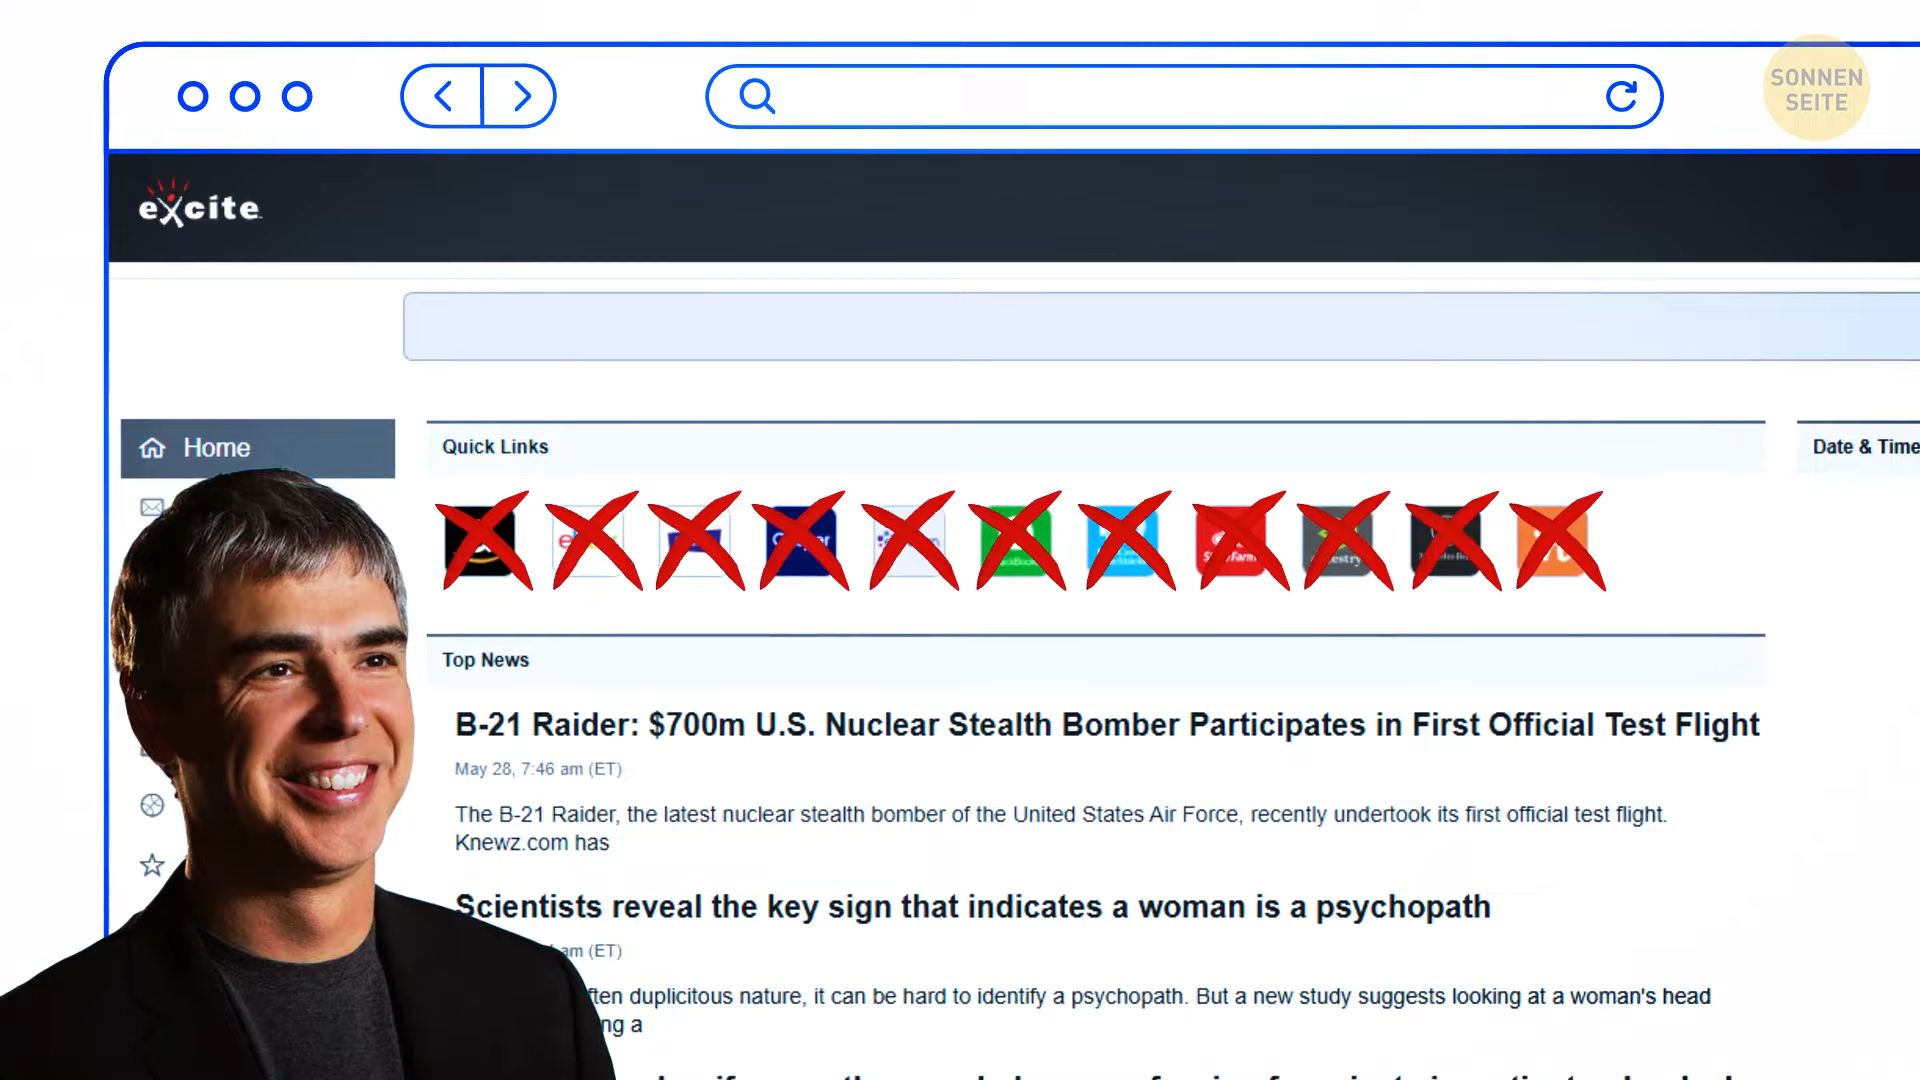 SONNEN
SEITE
excite
Home
Quick Links
Date & Time
Top News
B-21 Raider: $700m U.S. Nuclear Stealth Bomber Participates in First Official Test Flight
May 28, 7:46 am (ET)
The B-21 Raider, the latest nuclear stealth bomber of the United States Air Force, recently undertook its first official test flight.
Knewz.com has
Scientists reveal the key sign that indicates a woman is a psychopath
am (ET)
duplicitous nature, it can be hard to identify a psychopath. But a new study suggests looking at a woman's head
a